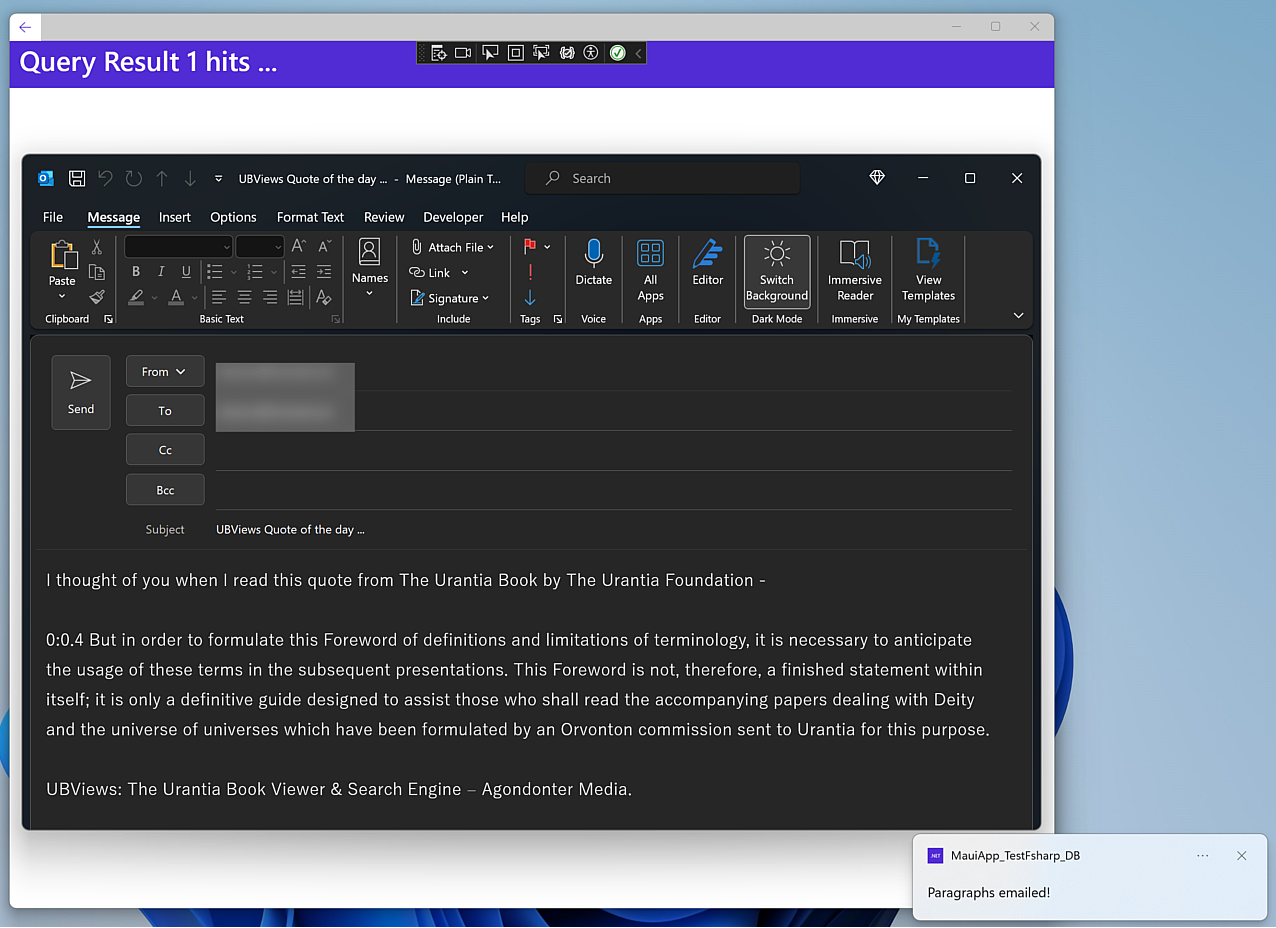 Query Result 1 hits ...
UBViews Quote of the day ... - Message (Plain T...
Search
File Message Insert Options Format Text Review Developer Help
Paste
Clipboard
B I U
A
Basic Text
Names
Attach File
Link
Signature
Include
Tags
Dictate
Voice
All
Apps
Apps
Editor
Editor
Switch
Background
Dark Mode
Immersive
Reader
Immersive
View
Templates
My Templates
Send
From
To
Cc
Bcc
Subject UBViews Quote of the day ...
I thought of you when I read this quote from The Urantia Book by The Urantia Foundation -
0:0.4 But in order to formulate this Foreword of definitions and limitations of terminology, it is necessary to anticipate
the usage of these terms in the subsequent presentations. This Foreword is not, therefore, a finished statement within
itself; it is only a definitive guide designed to assist those who shall read the accompanying papers dealing with Deity
and the universe of universes which have been formulated by an Orvonton commission sent to Urantia for this purpose.
UBViews: The Urantia Book Viewer & Search Engine – Agondonter Media.
.NET MauiApp_TestFsharp_DB
Paragraphs emailed!